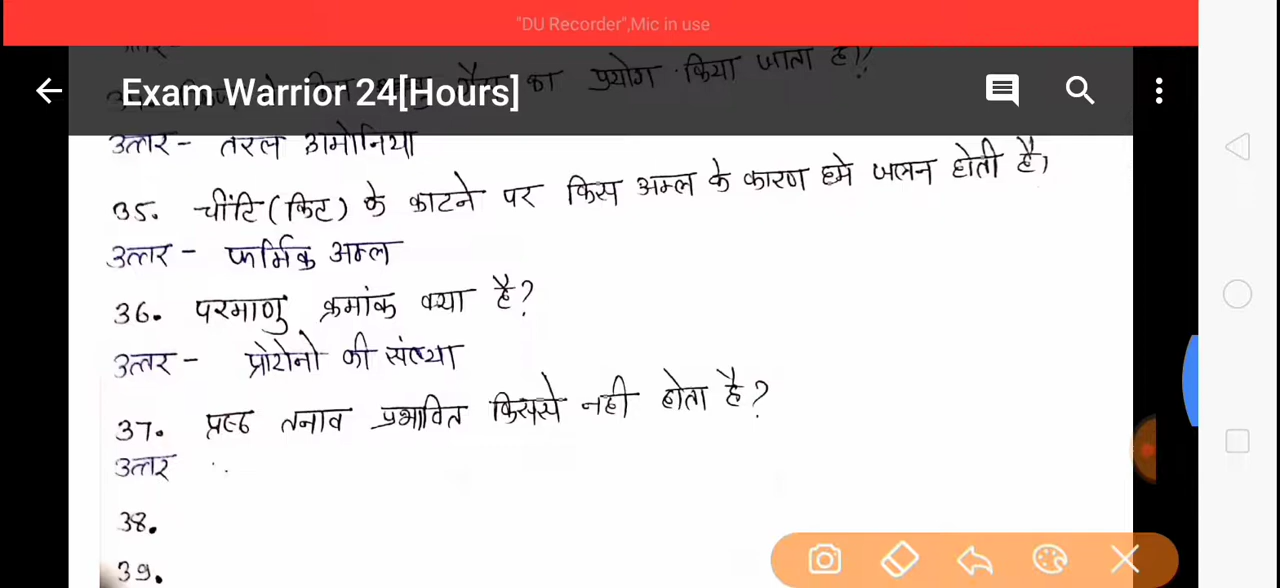 "DU Recorder",Mic in use
का प्रयोग किया जाता है?
Exam Warrior 24[Hours]
उत्तर - तरल अमोनिया
35. चींटि (किट) के काटने पर किस अम्ल के कारण हमे जलन होती है।
उत्तर - फर्मिक अम्ल
36. परमाणु क्रमांक क्या है?
उत्तर - प्रोटोनो की संख्या
37. प्रष्ठ तनाव प्रभावित किससे नही होता है?
उत्तर
38.
39.